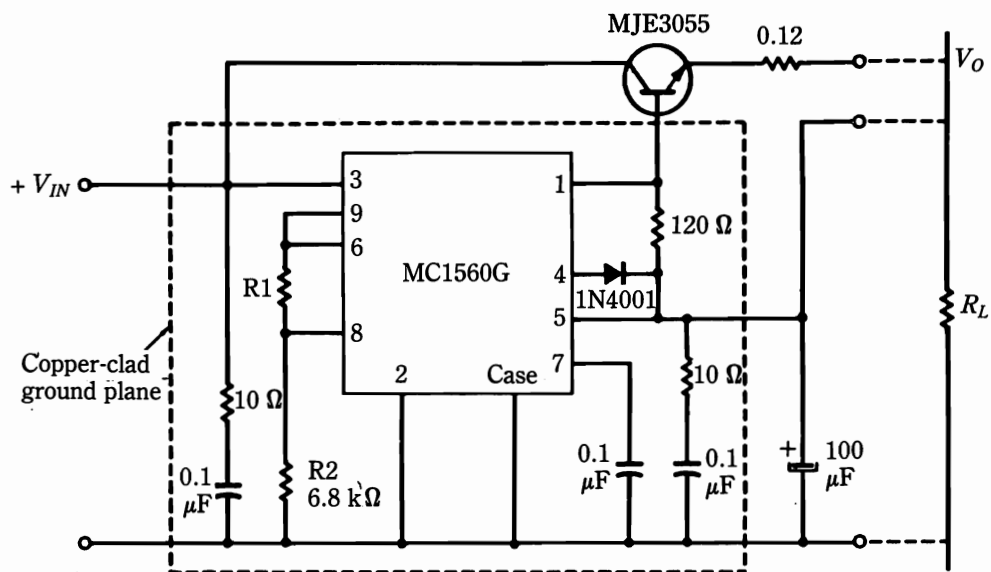 MJE3055
0.12
V_O
+ V_IN
3
9
6
8
1
4
5
7
2
Case
MC1560G
120 Ω
1N4001
R1
R_L
Copper-clad
ground plane
10 Ω
10 Ω
0.1
μF
R2
6.8 kΩ
0.1
μF
0.1
μF
+
100
μF